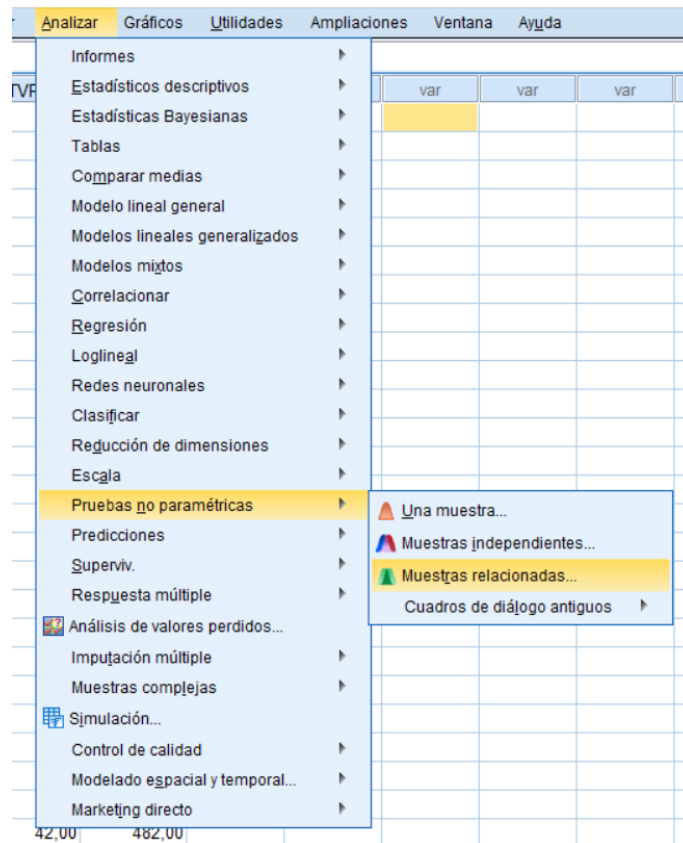 Analizar Gráficos Utilidades Ampliaciones Ventana Ayuda
Informes
Estadísticos descriptivos
var var var
Estadísticas Bayesianas
Tablas
Comparar medias
Modelo lineal general
Modelos lineales generalizados
Modelos mixtos
Correlacionar
Regresión
Loglineal
Redes neuronales
Clasificar
Reducción de dimensiones
Escala
Pruebas no paramétricas
Una muestra...
Muestras independientes...
Muestras relacionadas...
Cuadros de diálogo antiguos
Predicciones
Superviv.
Respuesta múltiple
Análisis de valores perdidos...
Imputación múltiple
Muestras complejas
Simulación...
Control de calidad
Modelado espacial y temporal...
Marketing directo
42,00 482,00